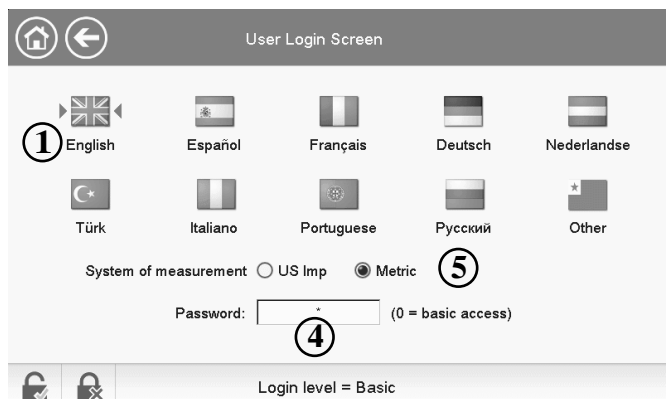 User Login Screen
1 English Español Français Deutsch Nederlandse
Türk Italiano Portuguese Русский Other
System of measurement US Imp Metric 5
Password: * (0 = basic access)
4
Login level = Basic